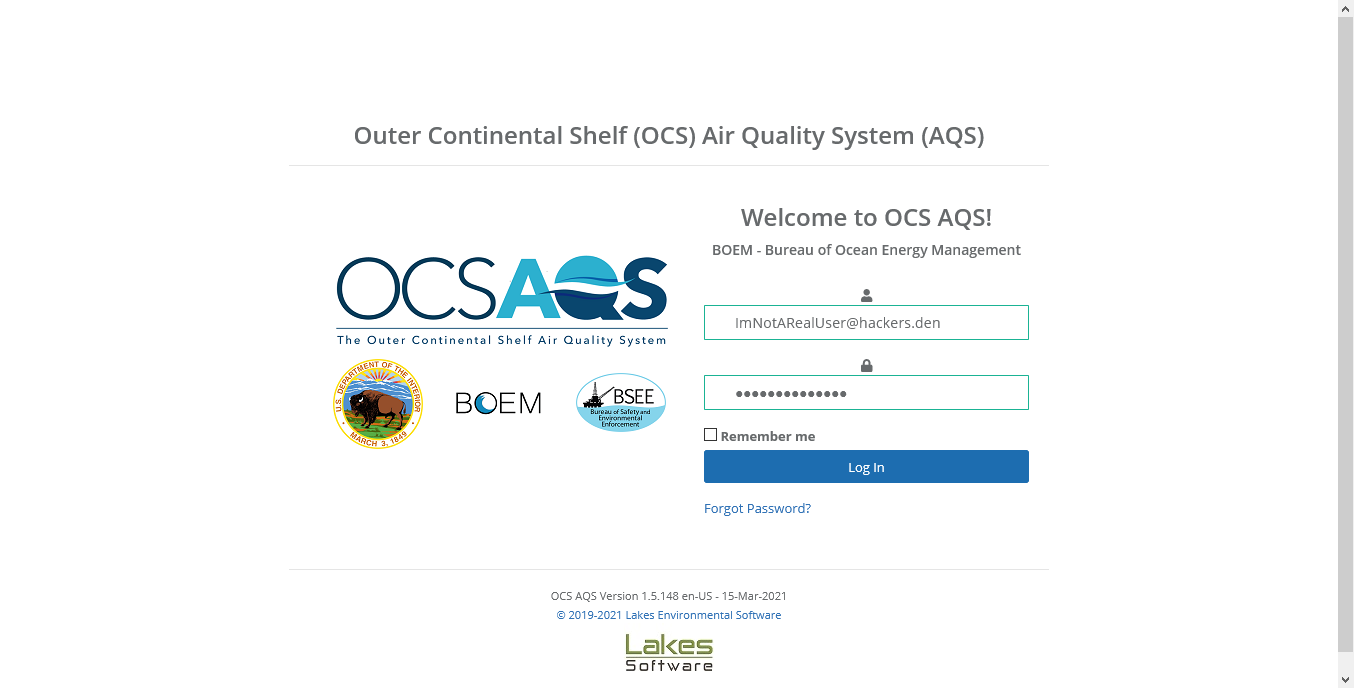 Outer Continental Shelf (OCS) Air Quality System (AQS)
Welcome to OCS AQS!
BOEM - Bureau of Ocean Energy Management
OCSAQS
The Outer Continental Shelf Air Quality System
U.S. DEPARTMENT OF THE INTERIOR
MARCH 3, 1849
BOEM
BSEE
Bureau of Safety and
Environmental
Enforcement
ImNotARealUser@hackers.den
••••••••••••••
Remember me
Log In
Forgot Password?
OCS AQS Version 1.5.148 en-US - 15-Mar-2021
© 2019-2021 Lakes Environmental Software
Lakes
Software